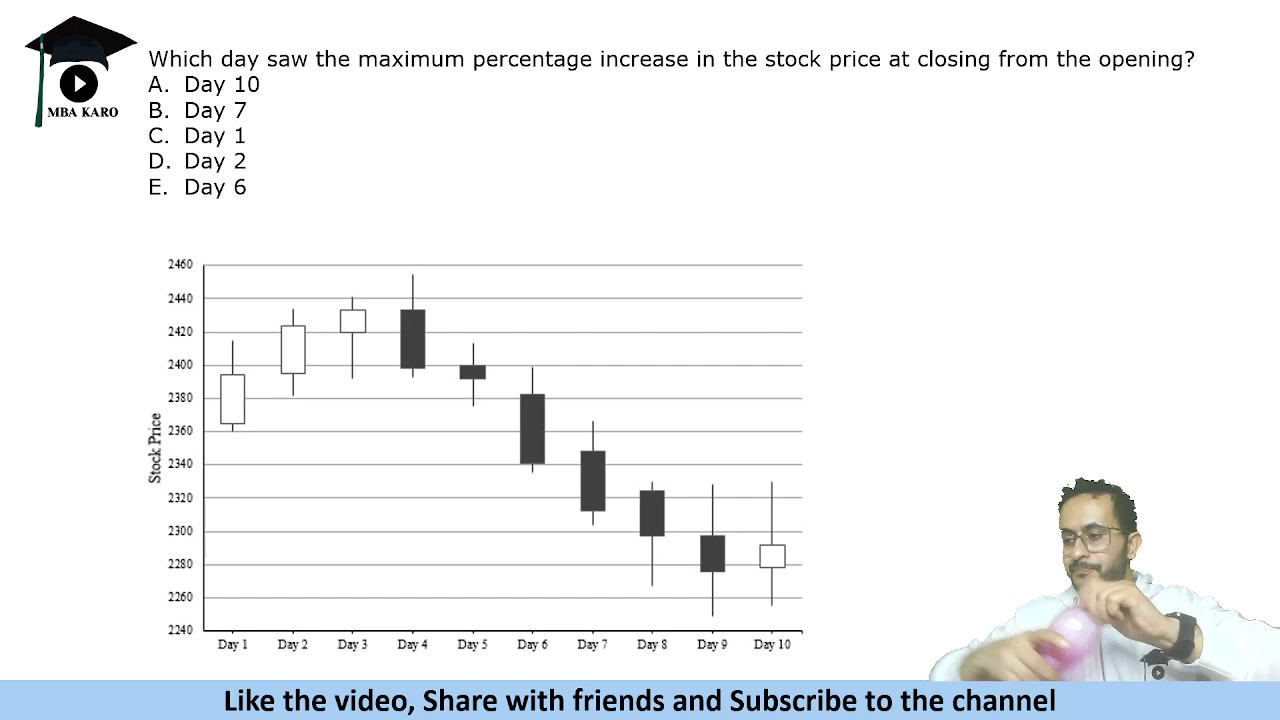 Which day saw the maximum percentage increase in the stock price at closing from the opening?
A. Day 10
B. Day 7
C. Day 1
D. Day 2
E. Day 6
MBA KARO
2460
2440
2420
2400
2380
2360
2340
2320
2300
2280
2260
2240
Stock Price
Day 1 Day 2 Day 3 Day 4 Day 5 Day 6 Day 7 Day 8 Day 9 Day 10
Like the video, Share with friends and Subscribe to the channel